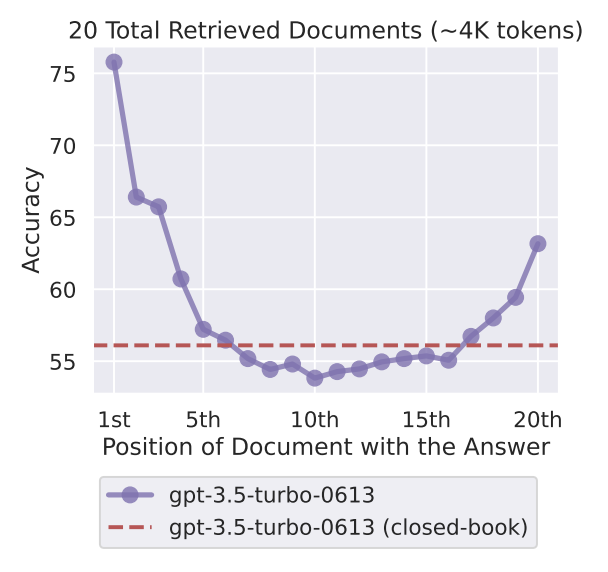 20 Total Retrieved Documents (~4K tokens)
75
70
65
60
55
Accuracy
1st 5th 10th 15th 20th
Position of Document with the Answer
gpt-3.5-turbo-0613
gpt-3.5-turbo-0613 (closed-book)